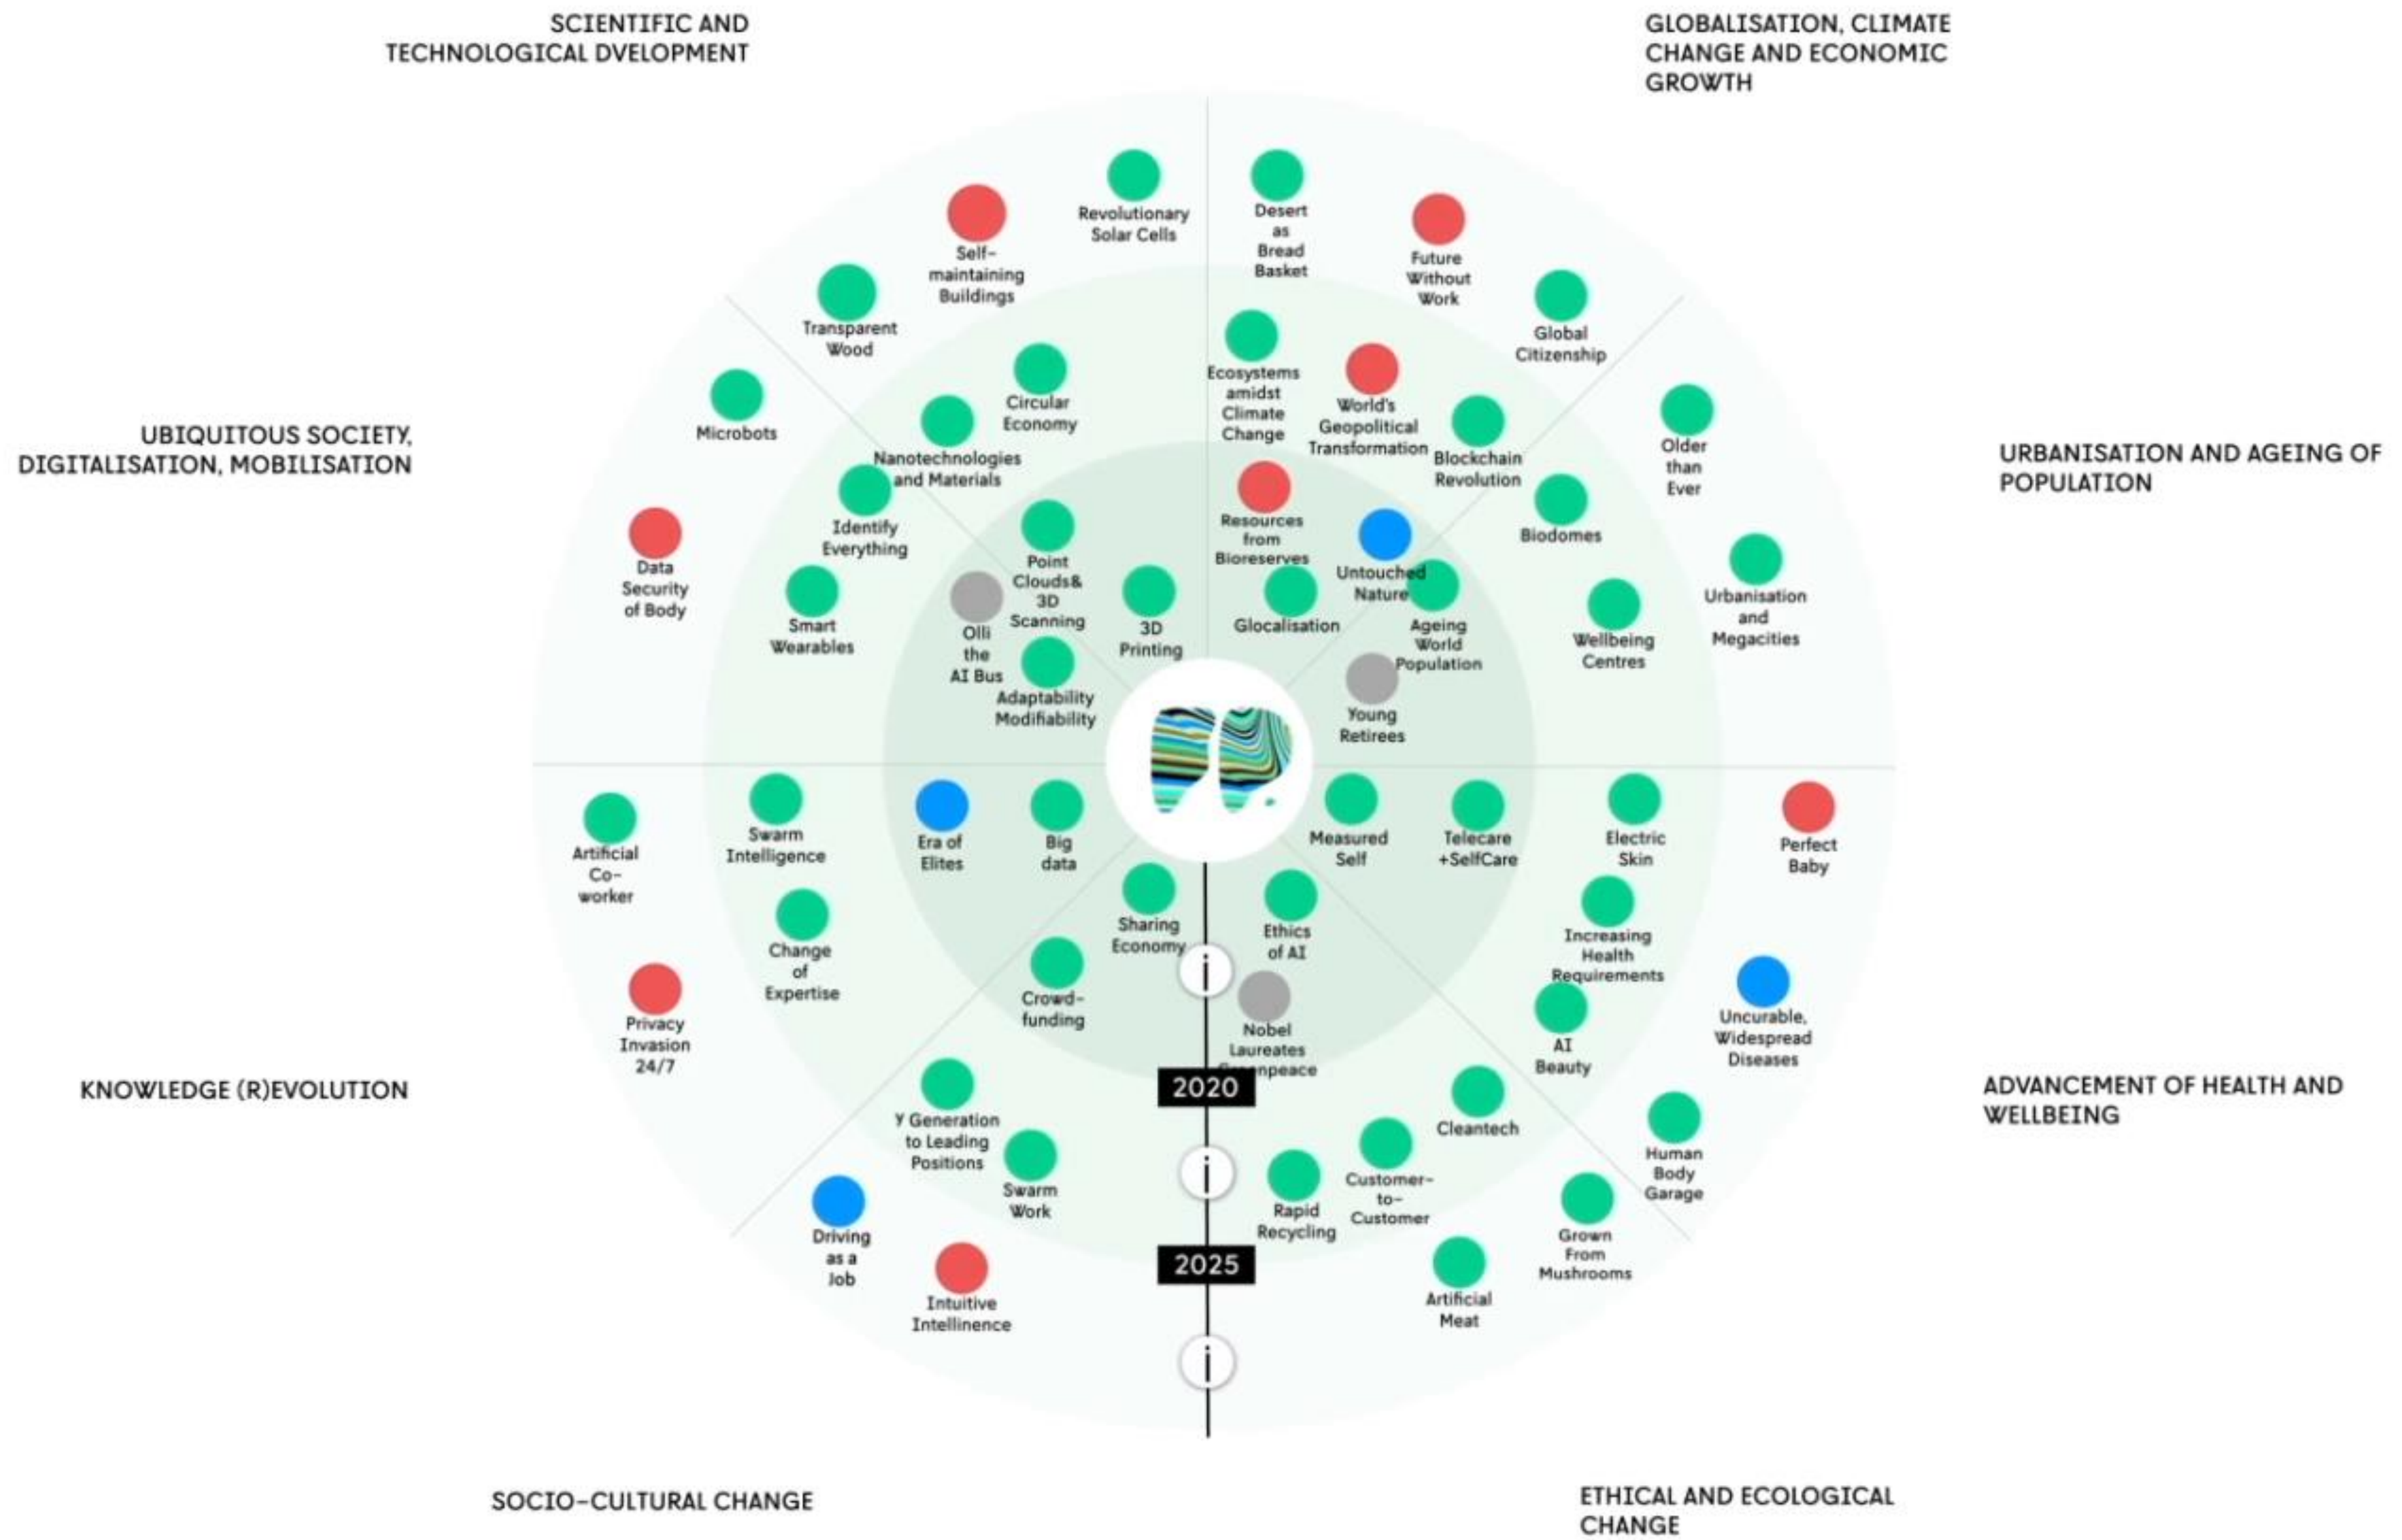 SCIENTIFIC AND
TECHNOLOGICAL DVELOPMENT
GLOBALISATION, CLIMATE
CHANGE AND ECONOMIC
GROWTH
UBIQUITOUS SOCIETY,
DIGITALISATION, MOBILISATION
URBANISATION AND AGEING OF
POPULATION
KNOWLEDGE (R)EVOLUTION
ADVANCEMENT OF HEALTH AND
WELLBEING
SOCIO-CULTURAL CHANGE
ETHICAL AND ECOLOGICAL
CHANGE
Revolutionary
Solar Cells
Self-
maintaining
Buildings
Transparent
Wood
Circular
Economy
Nanotechnologies
and Materials
Point
Clouds&
3D
Scanning
3D
Printing
Desert
as
Bread
Basket
Future
Without
Work
Global
Citizenship
Ecosystems
amidst
Climate
Change
World's
Geopolitical
Transformation
Blockchain
Revolution
Resources
from
Bioreserves
Untouched
Nature
Glocalisation
Microbots
Data
Security
of Body
Identify
Everything
Smart
Wearables
Olli
the
AI Bus
Adaptability
Modifiability
Older
than
Ever
Biodomes
Urbanisation
and
Megacities
Wellbeing
Centres
Ageing
World
Population
Young
Retirees
Artificial
Co-
worker
Swarm
Intelligence
Era of
Elites
Big
data
Change
of
Expertise
Privacy
Invasion
24/7
Measured
Self
Telecare
+SelfCare
Electric
Skin
Perfect
Baby
Increasing
Health
Requirements
AI
Beauty
Uncurable,
Widespread
Diseases
Human
Body
Garage
Sharing
Economy
Crowd-
funding
Y Generation
to Leading
Positions
Swarm
Work
Driving
as a
Job
Intuitive
Intellinence
Ethics
of AI
Nobel
Laureates
Cleantech
Customer-
to-
Customer
Rapid
Recycling
Grown
From
Mushrooms
Artificial
Meat
i
2020
i
2025
i